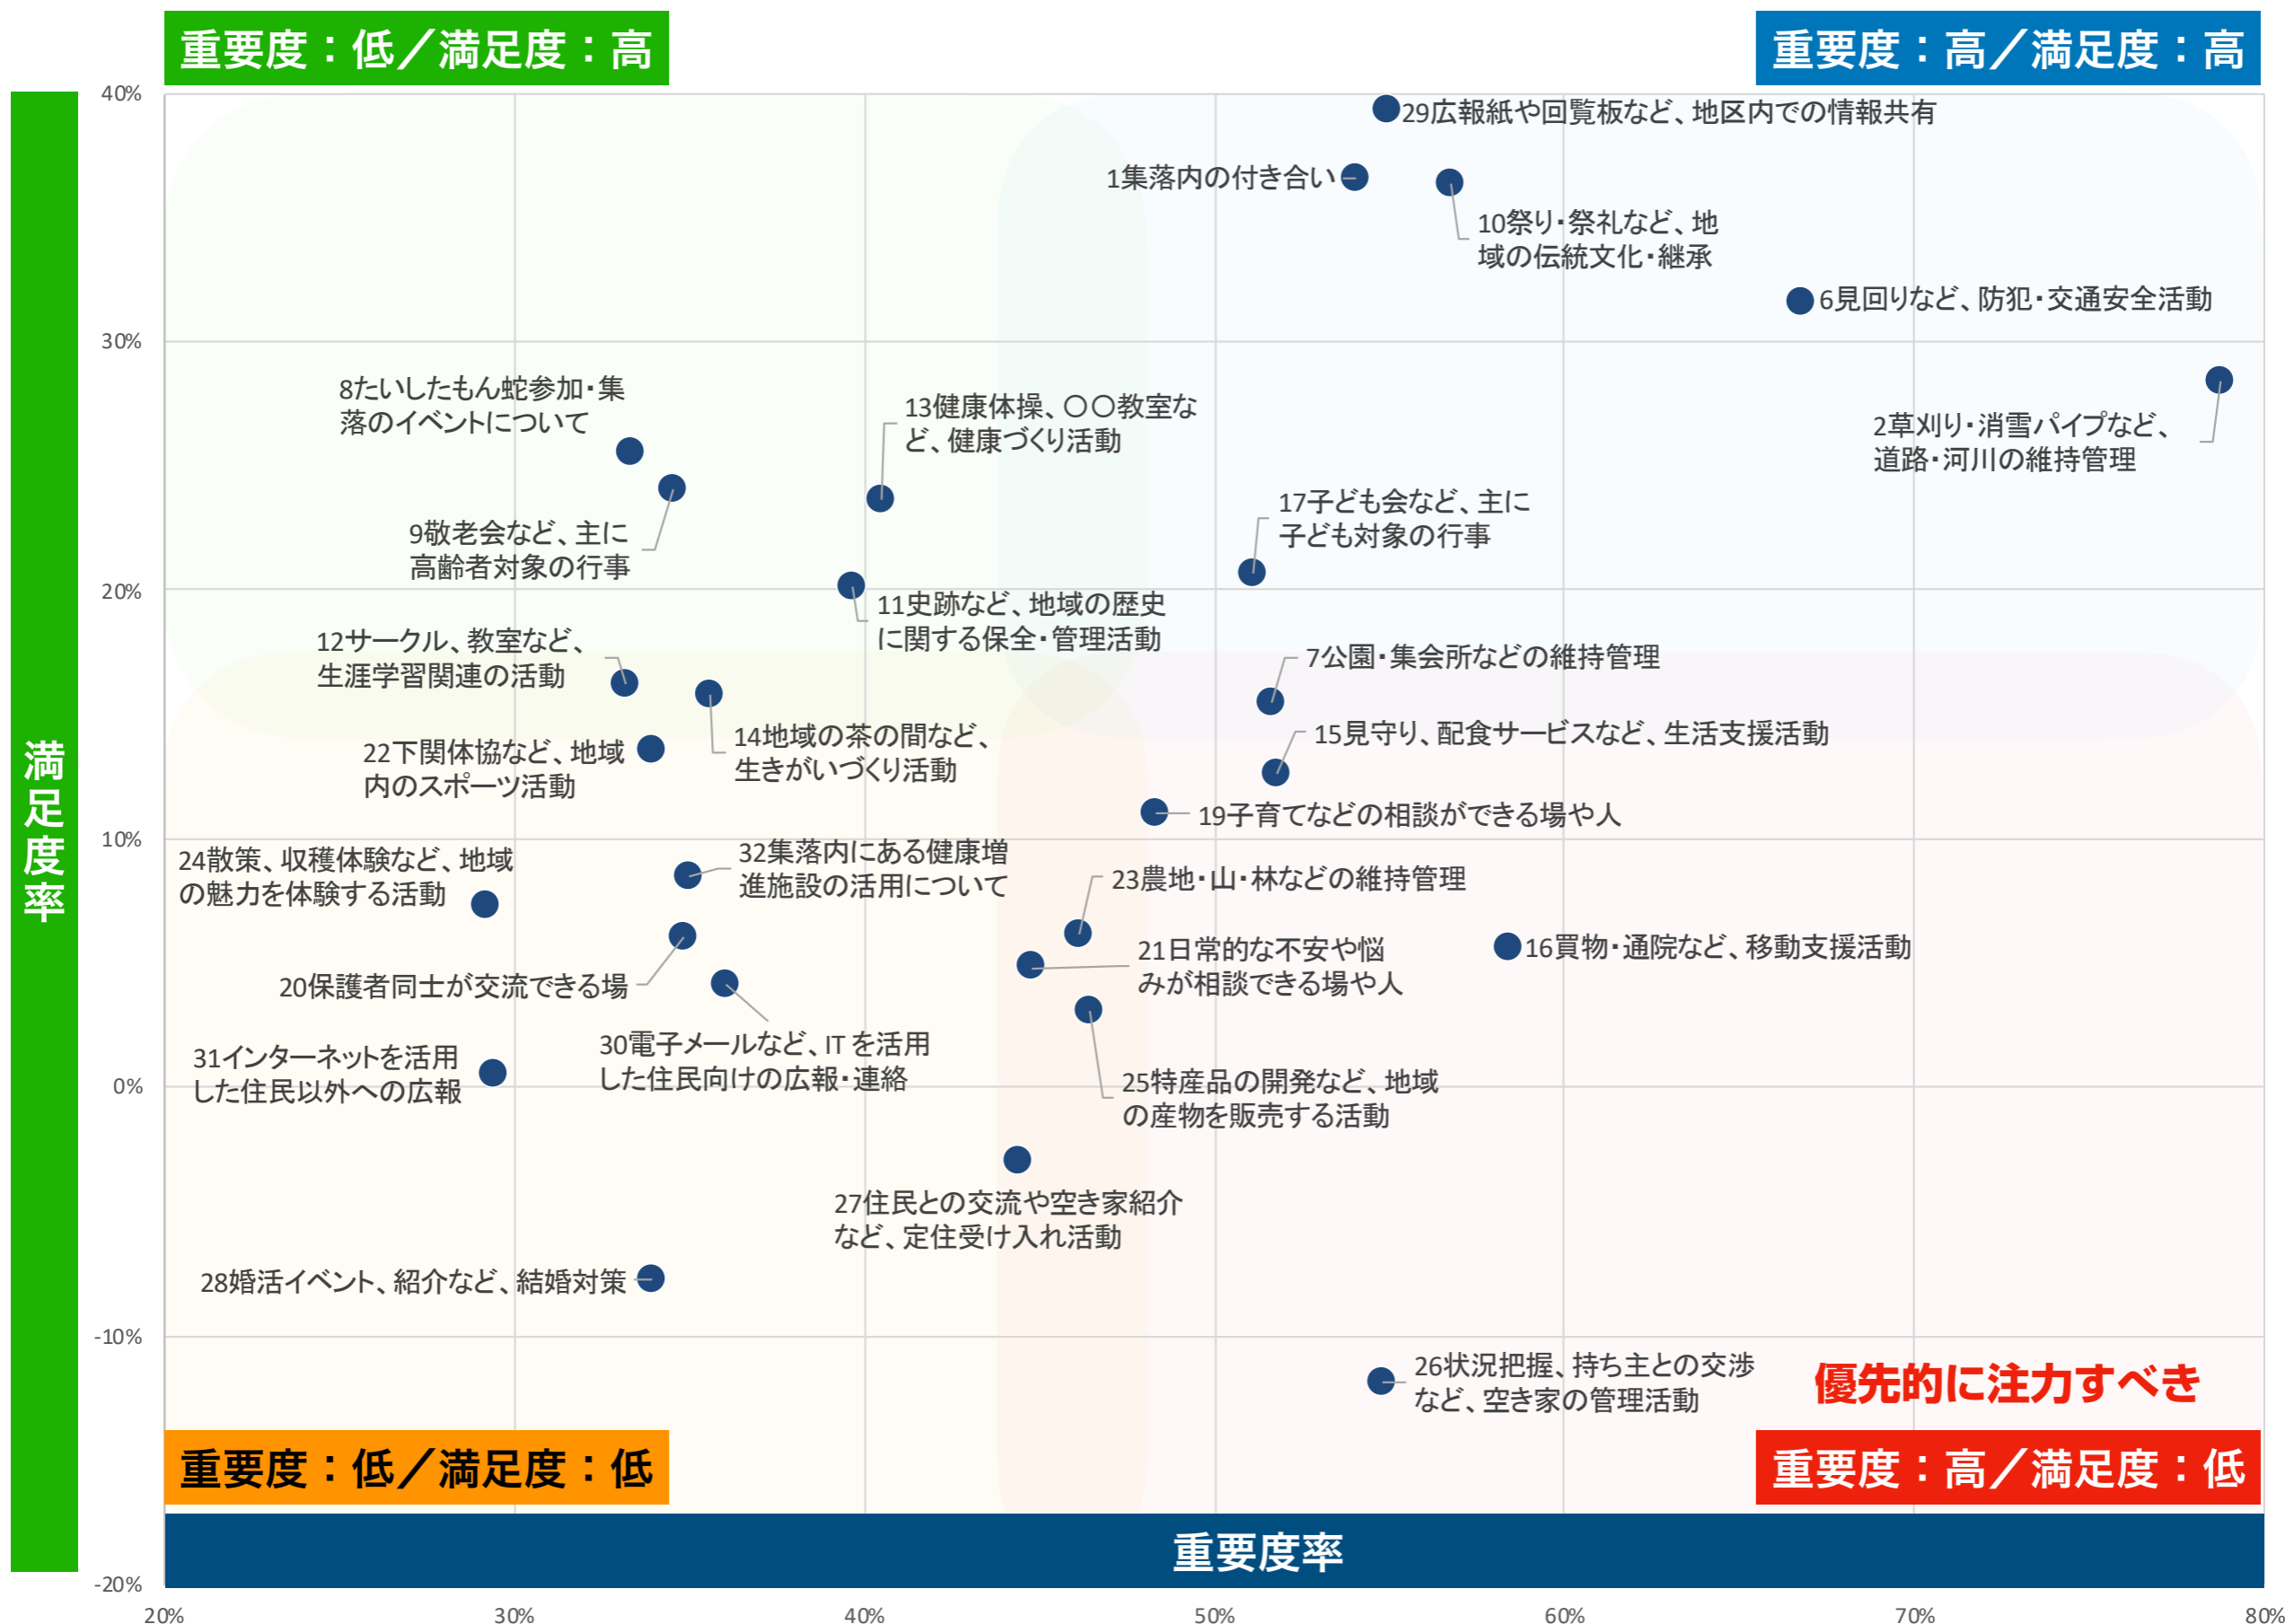 重要度：低／満足度：高
重要度：高／満足度：高
満足度率
40%
30%
20%
10%
0%
-10%
-20%
29広報紙や回覧板など、地区内での情報共有
1集落内の付き合い
10祭り・祭礼など、地
域の伝統文化・継承
6見回りなど、防犯・交通安全活動
8たいしたもん蛇参加・集
落のイベントについて
13健康体操、〇〇教室な
ど、健康づくり活動
2草刈り・消雪パイプなど、
道路・河川の維持管理
9敬老会など、主に
高齢者対象の行事
17子ども会など、主に
子ども対象の行事
11史跡など、地域の歴史
に関する保全・管理活動
12サークル、教室など、
生涯学習関連の活動
7公園・集会所などの維持管理
14地域の茶の間など、
生きがいづくり活動
15見守り、配食サービスなど、生活支援活動
22下関体協など、地域
内のスポーツ活動
19子育てなどの相談ができる場や人
24散策、収穫体験など、地域
の魅力を体験する活動
32集落内にある健康増
進施設の活用について
23農地・山・林などの維持管理
21日常的な不安や悩
みが相談できる場や人
16買物・通院など、移動支援活動
20保護者同士が交流できる場
30電子メールなど、ITを活用
した住民向けの広報・連絡
31インターネットを活用
した住民以外への広報
25特産品の開発など、地域
の産物を販売する活動
27住民との交流や空き家紹介
など、定住受け入れ活動
28婚活イベント、紹介など、結婚対策
26状況把握、持ち主との交渉
など、空き家の管理活動
優先的に注力すべき
重要度：低／満足度：低
重要度：高／満足度：低
重要度率
20%
30%
40%
50%
60%
70%
80%